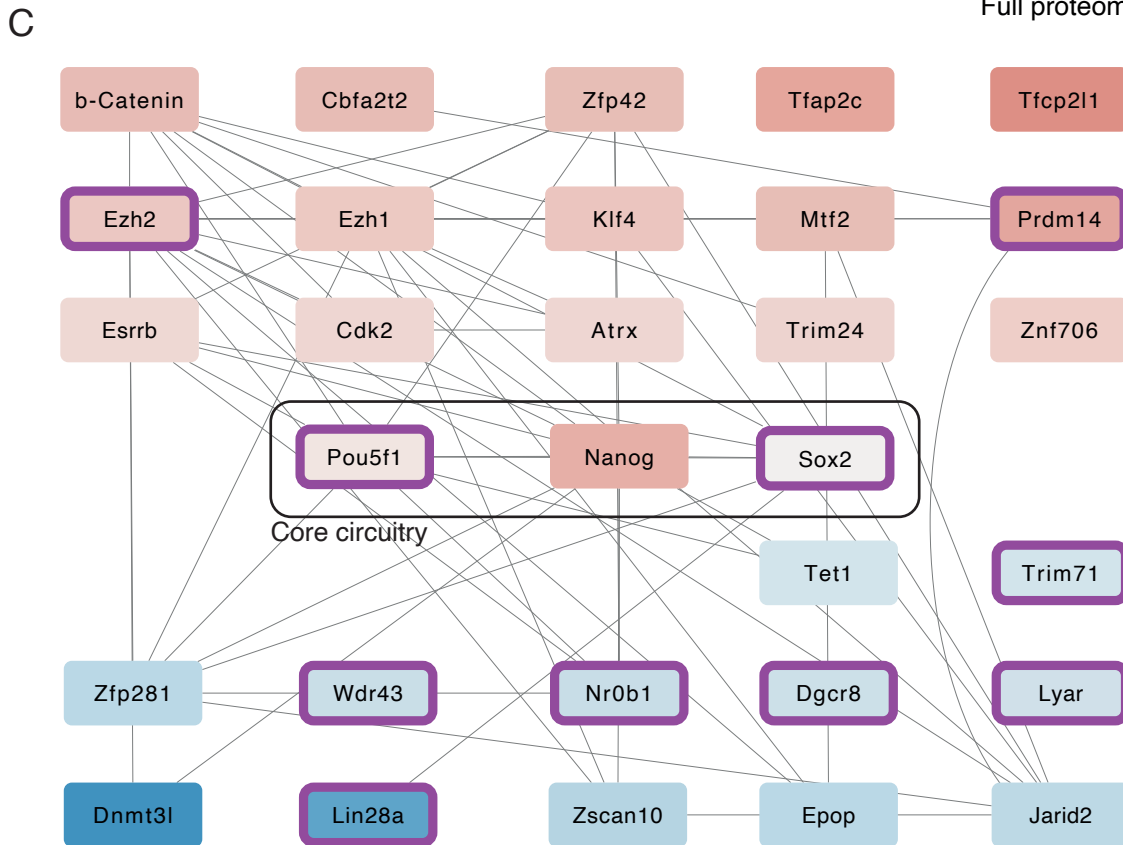 C
Full proteom
b-Catenin Cbfa2t2 Zfp42 Tfap2c Tfcp2l1
Ezh2 Ezh1 Klf4 Mtf2 Prdm14
Esrrb Cdk2 Atrx Trim24 Znf706
Pou5f1 Nanog Sox2
Core circuitry
Tet1 Trim71
Zfp281 Wdr43 Nr0b1 Dgcr8 Lyar
Dnmt3l Lin28a Zscan10 Epop Jarid2